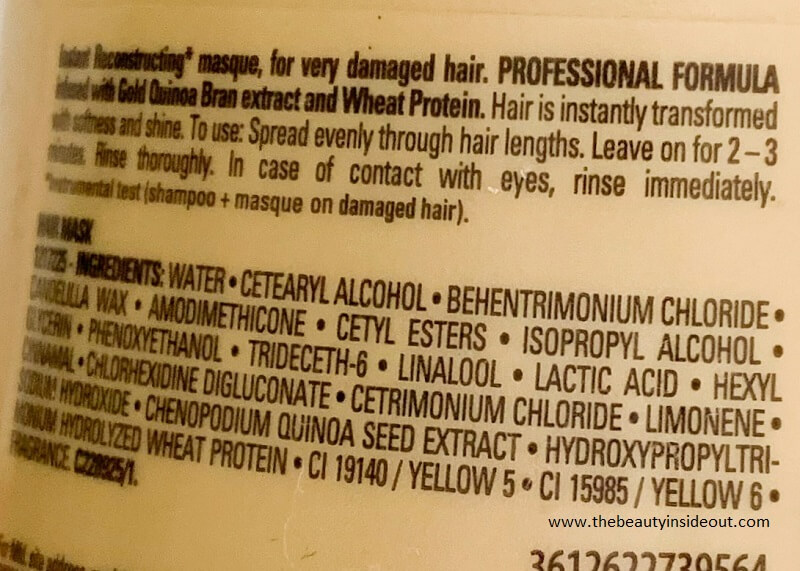 Instant Reconstructing* masque, for very damaged hair. PROFESSIONAL FORMULA
infused with Gold Quinoa Bran extract and Wheat Protein. Hair is instantly transformed
with softness and shine. To use: Spread evenly through hair lengths. Leave on for 2–3
minutes. Rinse thoroughly. In case of contact with eyes, rinse immediately.
*Instrumental test (shampoo + masque on damaged hair).
HAIR MASK
INGREDIENTS: WATER • CETEARYL ALCOHOL • BEHENTRIMONIUM CHLORIDE •
CANDELILLA WAX • AMODIMETHICONE • CETYL ESTERS • ISOPROPYL ALCOHOL •
GLYCERIN • PHENOXYETHANOL • TRIDECETH-6 • LINALOOL • LACTIC ACID • HEXYL
CINNAMAL • CHLORHEXIDINE DIGLUCONATE • CETRIMONIUM CHLORIDE • LIMONENE •
SODIUM HYDROXIDE • CHENOPODIUM QUINOA SEED EXTRACT • HYDROXYPROPYLTRI-
MONIUM HYDROLYZED WHEAT PROTEIN • CI 19140 / YELLOW 5 • CI 15985 / YELLOW 6 •
FRAGRANCE. C228925/1.
www.thebeautyinsideout.com
3612622739564